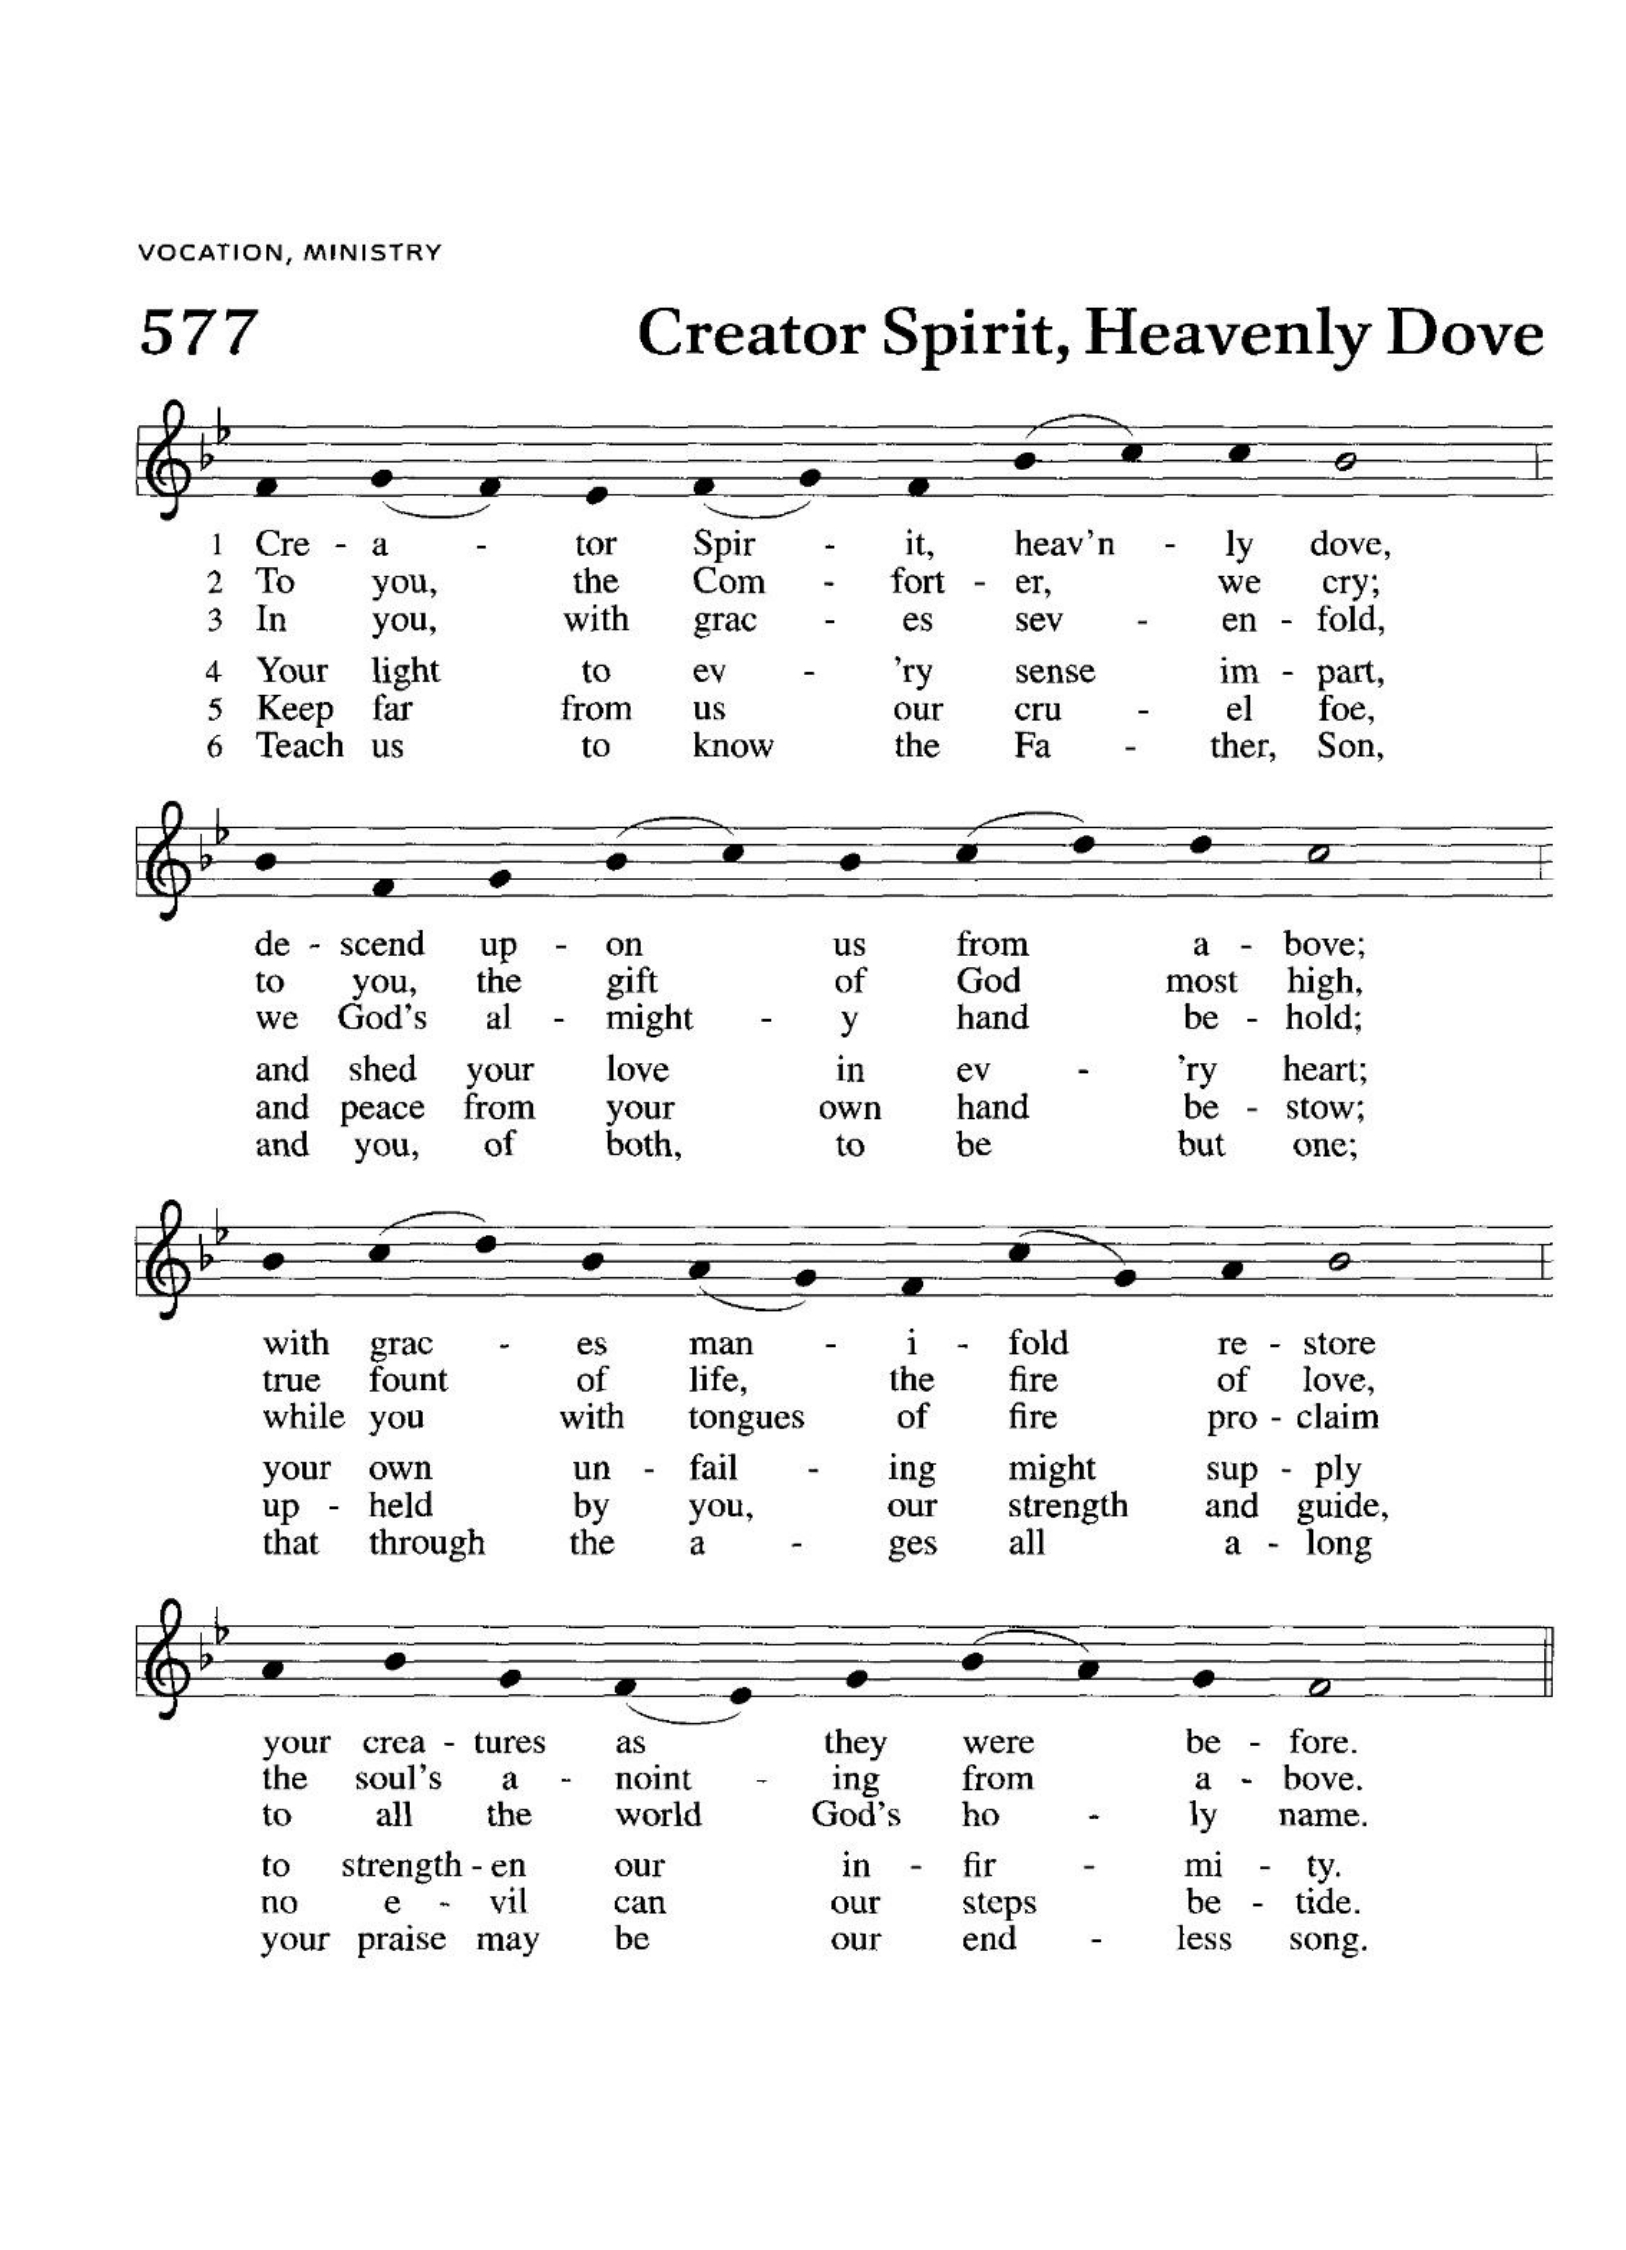 VOCATION, MINISTRY
577 Creator Spirit, Heavenly Dove
1 Cre - a - tor Spir - it, heav'n - ly dove,
2 To you, the Com - fort - er, we cry;
3 In you, with grac - es sev - en - fold,
4 Your light to ev - 'ry sense im - part,
5 Keep far from us our cru - el foe,
6 Teach us to know the Fa - ther, Son,
de - scend up - on us from a - bove;
to you, the gift of God most high,
we God's al - might - y hand be - hold;
and shed your love in ev - 'ry heart;
and peace from your own hand be - stow;
and you, of both, to be but one;
with grac - es man - i - fold re - store
true fount of life, the fire of love,
while you with tongues of fire pro - claim
your own un - fail - ing might sup - ply
up - held by you, our strength and guide,
that through the a - ges all a - long
your crea - tures as they were be - fore.
the soul's a - noint - ing from a - bove.
to all the world God's ho - ly name.
to strength - en our in - fir - mi - ty.
no e - vil can our steps be - tide.
your praise may be our end - less song.